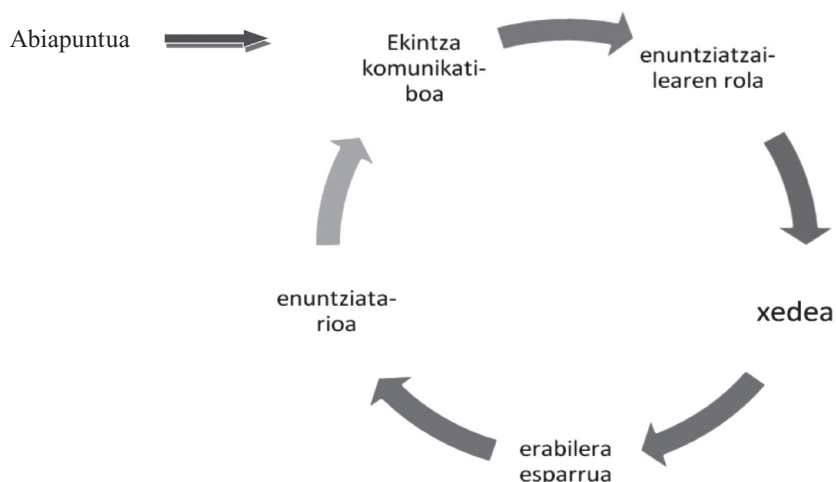 Abiapuntua
Ekintza
komunikati-
boa
enuntziatzai-
learen rola
xedea
erabilera
esparrua
enuntziata-
rioa